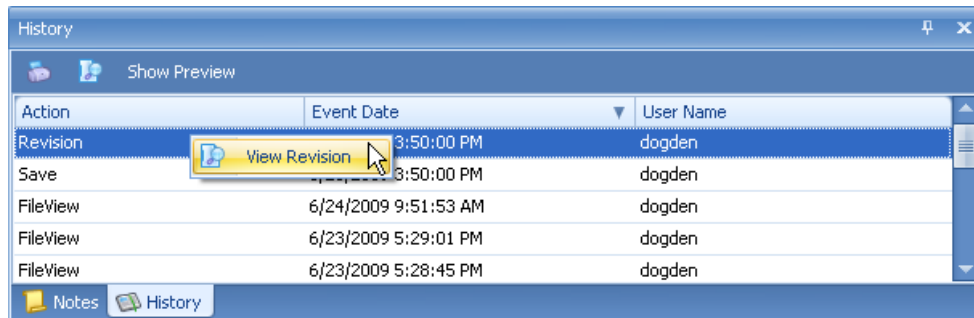 History
Show Preview
Action Event Date User Name
Revision View Revision 3:50:00 PM dogden
Save 3:50:00 PM dogden
FileView 6/24/2009 9:51:53 AM dogden
FileView 6/23/2009 5:29:01 PM dogden
FileView 6/23/2009 5:28:45 PM dogden
Notes History